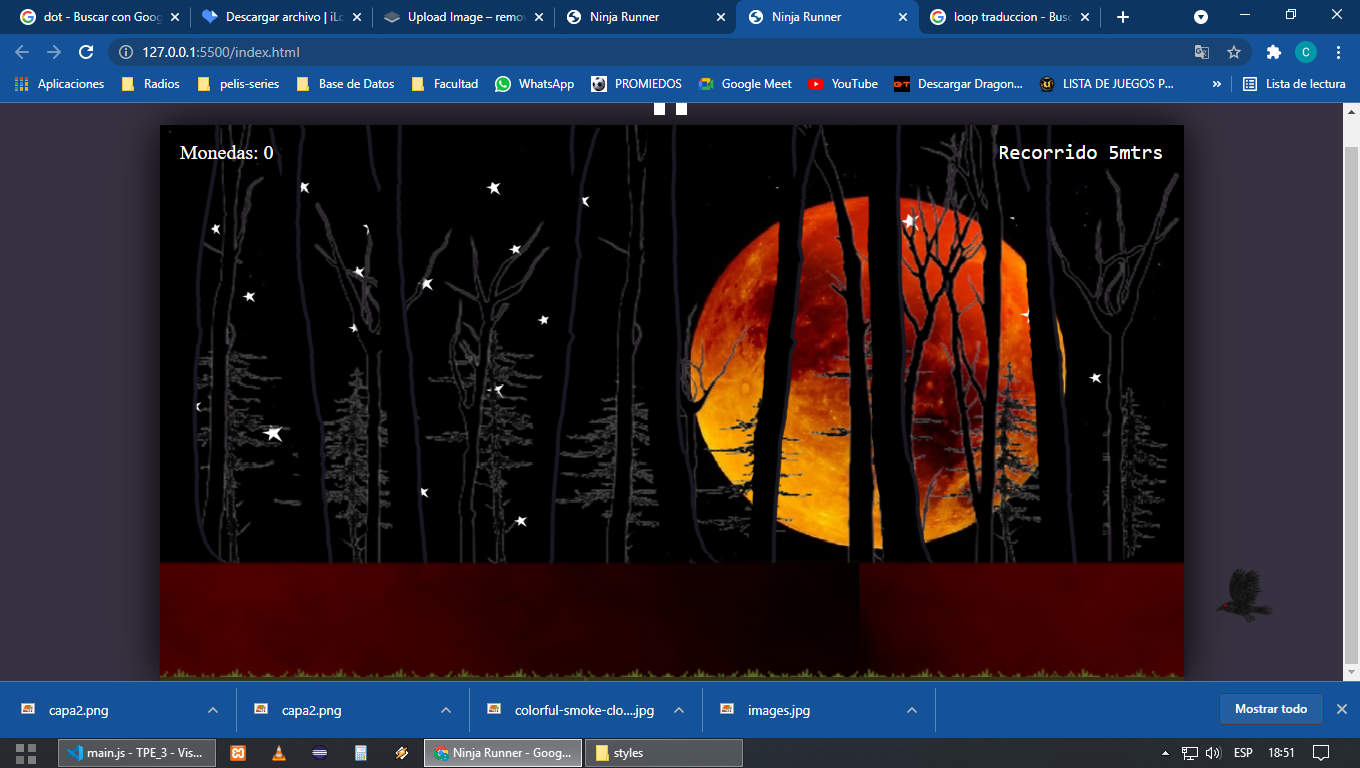 dot - Buscar con Goog
Descargar archivo | iLo
Upload Image – remov
Ninja Runner
Ninja Runner
loop traduccion - Busc
127.0.0.1:5500/index.html
C
Aplicaciones
Radios
pelis-series
Base de Datos
Facultad
WhatsApp
PROMIEDOS
Google Meet
YouTube
GT
Descargar Dragon...
LISTA DE JUEGOS P...
»
Lista de lectura
Monedas: 0
Recorrido 5mtrs
capa2.png
capa2.png
colorful-smoke-clo....jpg
images.jpg
Mostrar todo
main.js - TPE_3 - Vis...
Ninja Runner - Goog...
styles
ESP
18:51